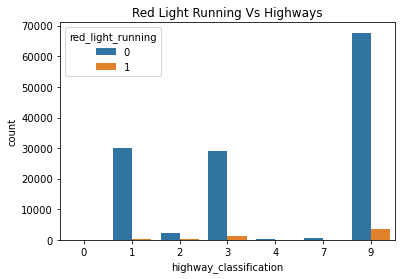 Red Light Running Vs Highways
red_light_running
0
1
count
70000
60000
50000
40000
30000
20000
10000
0
0 1 2 3 4 7 9
highway_classification